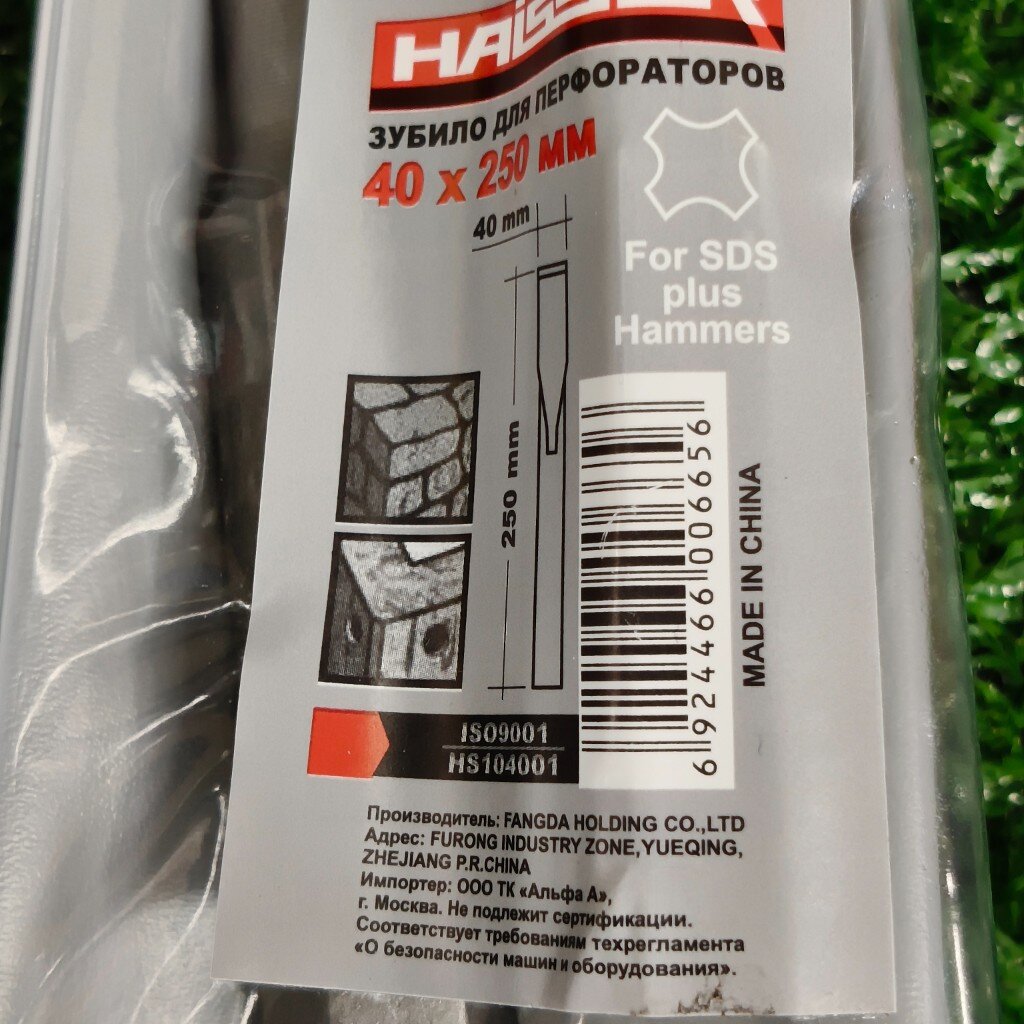 HAISSER
ЗУБИЛО ДЛЯ ПЕРФОРАТОРОВ
40 x 250 ММ
40 mm
For SDS
plus
Hammers
250 mm
6 924466 006656
MADE IN CHINA
ISO9001
HS104001
Производитель: FANGDA HOLDING CO.,LTD
Адрес: FURONG INDUSTRY ZONE,YUEQING,
ZHEJIANG P.R.CHINA
Импортер: ООО ТК «Альфа А»,
г. Москва. Не подлежит сертификации.
Соответствует требованиям техрегламента
«О безопасности машин и оборудования».